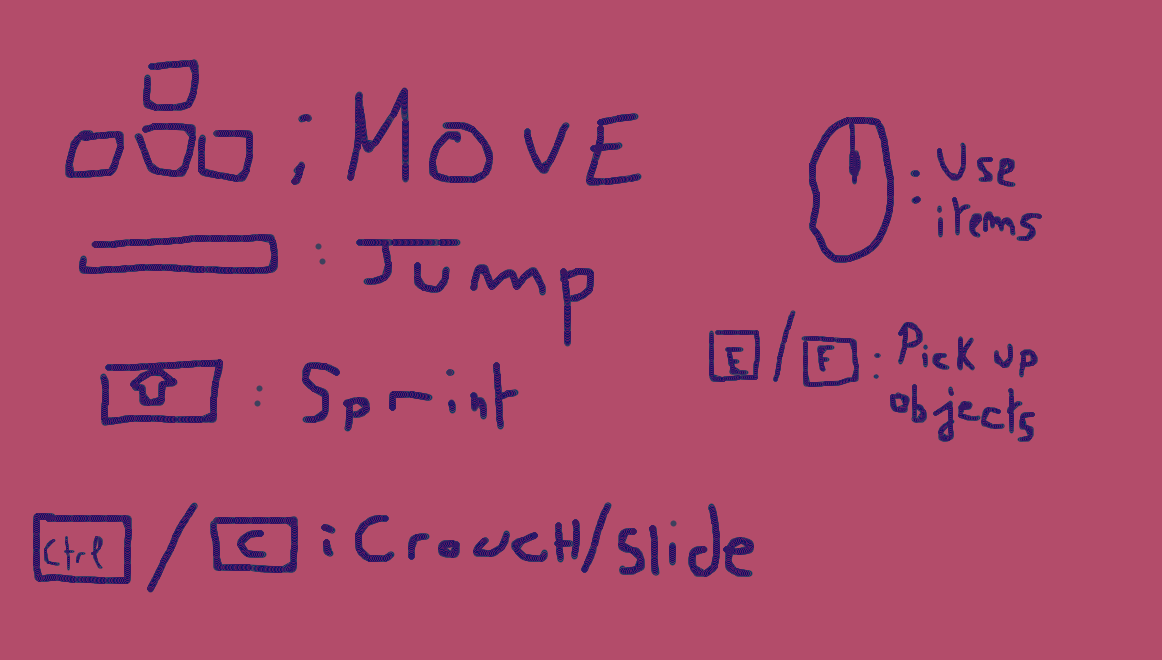 ; MOVE
: Jump
: Sprint
Ctrl / C : CroucH/Slide
: Use
items
E / F : Pick up
objects